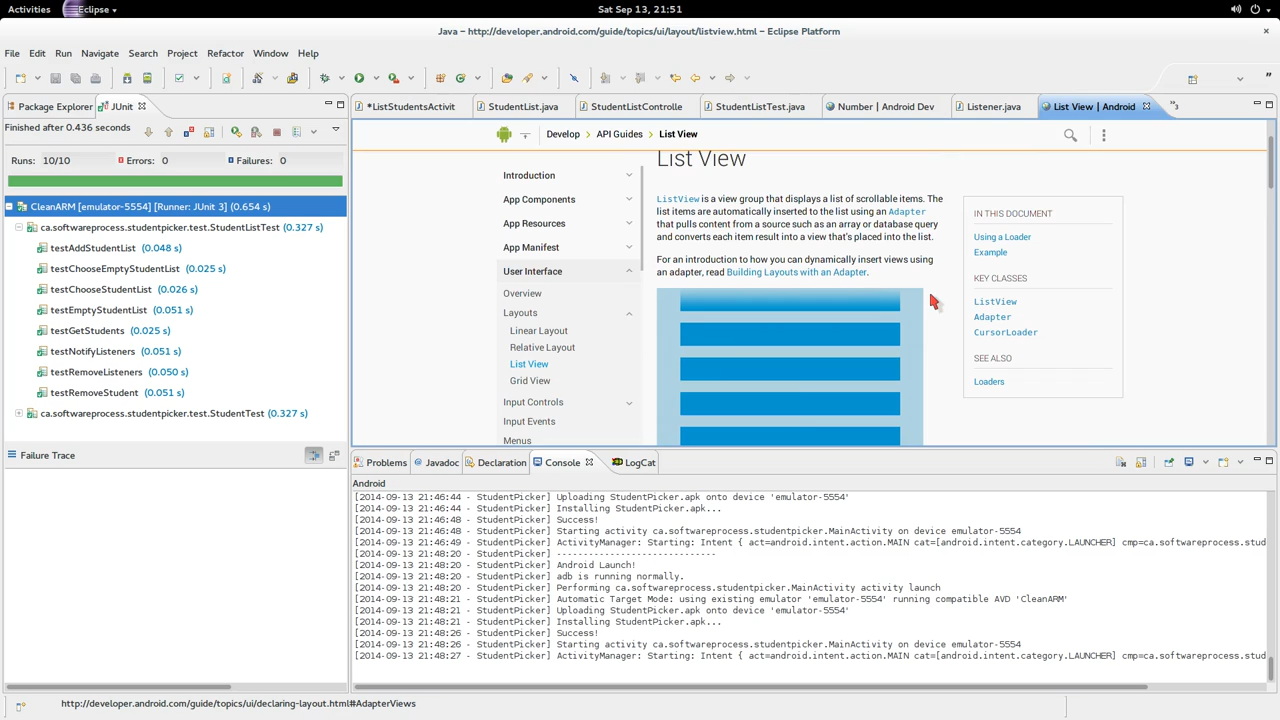 Activities
Eclipse
Sat Sep 13, 21:51
Java – http://developer.android.com/guide/topics/ui/layout/listview.html – Eclipse Platform
File Edit Run Navigate Search Project Refactor Window Help
Package Explorer
JUnit
*ListStudentsActivit
StudentList.java
StudentListControlle
StudentListTest.java
Number | Android Dev
Listener.java
List View | Android
3
Finished after 0.436 seconds
Runs: 10/10
Errors: 0
Failures: 0
CleanARM [emulator-5554] [Runner: JUnit 3] (0.654 s)
ca.softwareprocess.studentpicker.test.StudentListTest (0.327 s)
testAddStudentList (0.048 s)
testChooseEmptyStudentList (0.025 s)
testChooseStudentList (0.026 s)
testEmptyStudentList (0.051 s)
testGetStudents (0.025 s)
testNotifyListeners (0.051 s)
testRemoveListeners (0.050 s)
testRemoveStudent (0.051 s)
ca.softwareprocess.studentpicker.test.StudentTest (0.327 s)
Failure Trace
Develop > API Guides > List View
Introduction
App Components
App Resources
App Manifest
User Interface
Overview
Layouts
Linear Layout
Relative Layout
List View
Grid View
Input Controls
Input Events
Menus
List View
ListView is a view group that displays a list of scrollable items. The
list items are automatically inserted to the list using an Adapter
that pulls content from a source such as an array or database query
and converts each item result into a view that's placed into the list.
For an introduction to how you can dynamically insert views using
an adapter, read Building Layouts with an Adapter.
IN THIS DOCUMENT
Using a Loader
Example
KEY CLASSES
ListView
Adapter
CursorLoader
SEE ALSO
Loaders
Problems
Javadoc
Declaration
Console
LogCat
Android
[2014-09-13 21:46:44 - StudentPicker] Uploading StudentPicker.apk onto device 'emulator-5554'
[2014-09-13 21:46:44 - StudentPicker] Installing StudentPicker.apk...
[2014-09-13 21:46:48 - StudentPicker] Success!
[2014-09-13 21:46:48 - StudentPicker] Starting activity ca.softwareprocess.studentpicker.MainActivity on device emulator-5554
[2014-09-13 21:46:49 - StudentPicker] ActivityManager: Starting: Intent { act=android.intent.action.MAIN cat=[android.intent.category.LAUNCHER] cmp=ca.softwareprocess.stud
[2014-09-13 21:48:20 - StudentPicker] ------------------------------
[2014-09-13 21:48:20 - StudentPicker] Android Launch!
[2014-09-13 21:48:20 - StudentPicker] adb is running normally.
[2014-09-13 21:48:20 - StudentPicker] Performing ca.softwareprocess.studentpicker.MainActivity activity launch
[2014-09-13 21:48:20 - StudentPicker] Automatic Target Mode: using existing emulator 'emulator-5554' running compatible AVD 'CleanARM'
[2014-09-13 21:48:21 - StudentPicker] Uploading StudentPicker.apk onto device 'emulator-5554'
[2014-09-13 21:48:21 - StudentPicker] Installing StudentPicker.apk...
[2014-09-13 21:48:26 - StudentPicker] Success!
[2014-09-13 21:48:26 - StudentPicker] Starting activity ca.softwareprocess.studentpicker.MainActivity on device emulator-5554
[2014-09-13 21:48:27 - StudentPicker] ActivityManager: Starting: Intent { act=android.intent.action.MAIN cat=[android.intent.category.LAUNCHER] cmp=ca.softwareprocess.stud
http://developer.android.com/guide/topics/ui/declaring-layout.html#AdapterViews